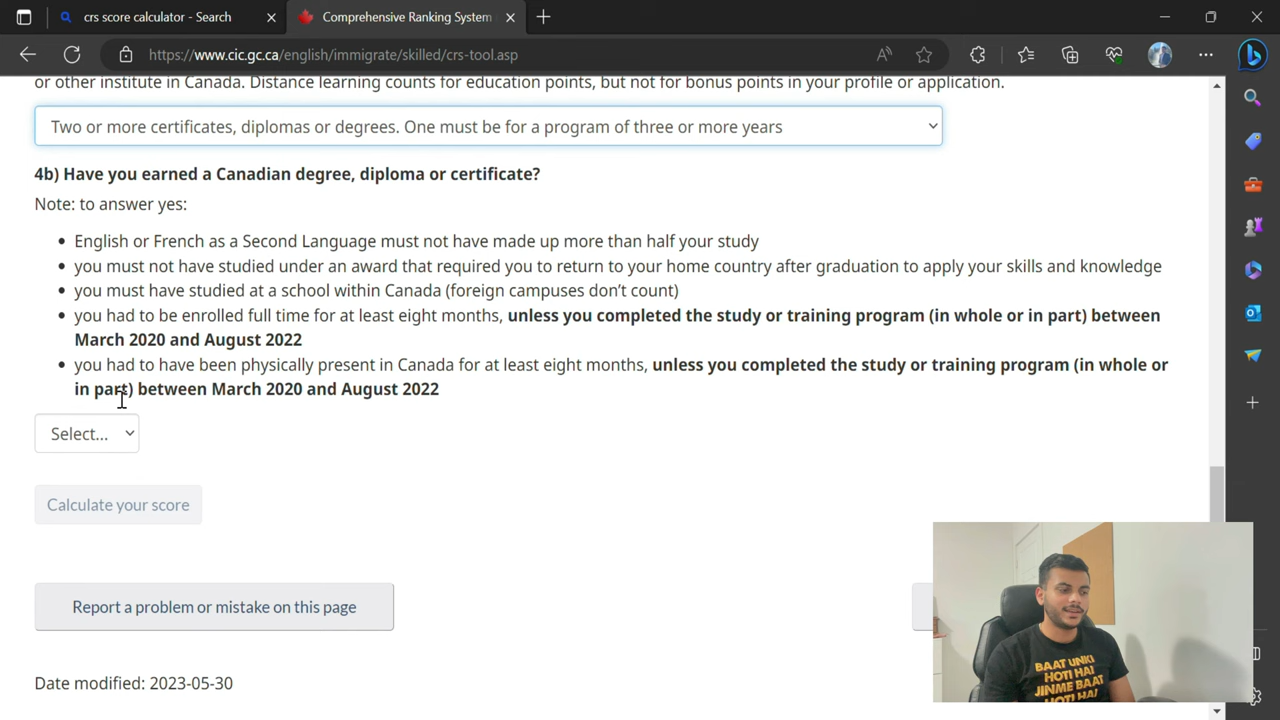 crs score calculator - Search
Comprehensive Ranking System
https://www.cic.gc.ca/english/immigrate/skilled/crs-tool.asp
or other institute in Canada. Distance learning counts for education points, but not for bonus points in your profile or application.
Two or more certificates, diplomas or degrees. One must be for a program of three or more years
4b) Have you earned a Canadian degree, diploma or certificate?
Note: to answer yes:
English or French as a Second Language must not have made up more than half your study
you must not have studied under an award that required you to return to your home country after graduation to apply your skills and knowledge
you must have studied at a school within Canada (foreign campuses don’t count)
you had to be enrolled full time for at least eight months, unless you completed the study or training program (in whole or in part) between
March 2020 and August 2022
you had to have been physically present in Canada for at least eight months, unless you completed the study or training program (in whole or
in part) between March 2020 and August 2022
Select...
Calculate your score
Report a problem or mistake on this page
Date modified: 2023-05-30
BAAT UNKI
HOTI HAI
JINME BAAT
HOTI HAI